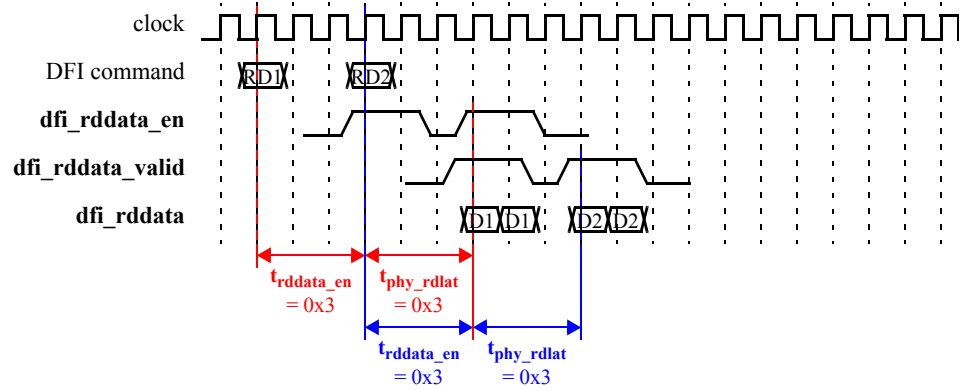 clock
DFI command RD1 RD2
dfi_rddata_en
dfi_rddata_valid
dfi_rddata D1 D1 D2 D2
trddata_en tphy_rdlat
= 0x3 = 0x3
trddata_en tphy_rdlat
= 0x3 = 0x3